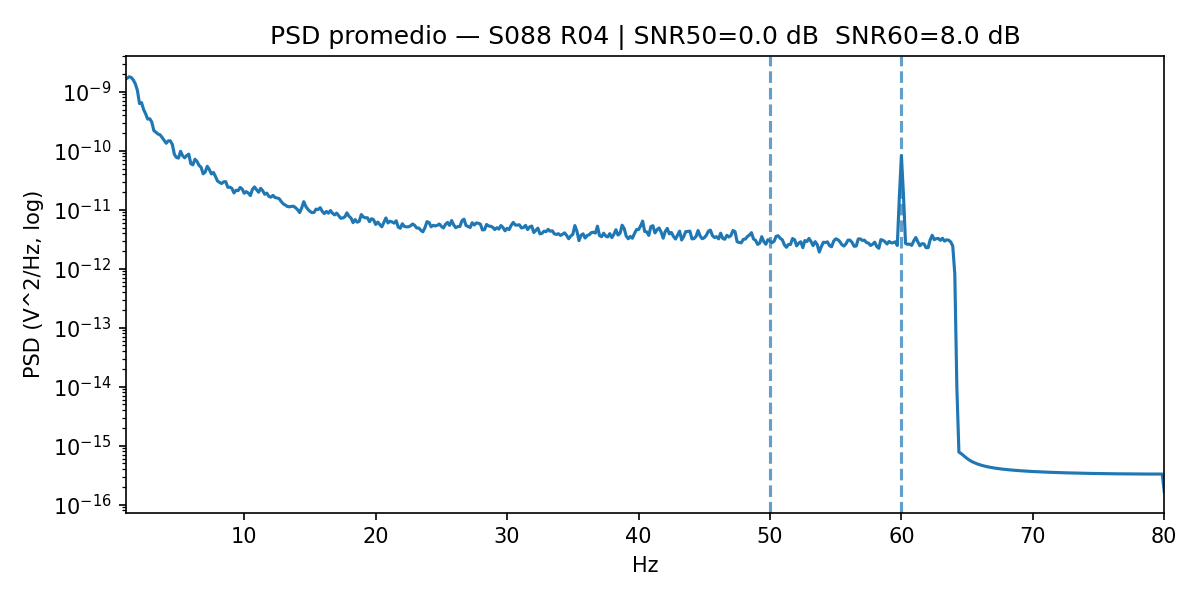 PSD promedio — S088 R04 | SNR50=0.0 dB  SNR60=8.0 dB
PSD (V^2/Hz, log)
10⁻⁹
10⁻¹⁰
10⁻¹¹
10⁻¹²
10⁻¹³
10⁻¹⁴
10⁻¹⁵
10⁻¹⁶
10 20 30 40 50 60 70 80
Hz